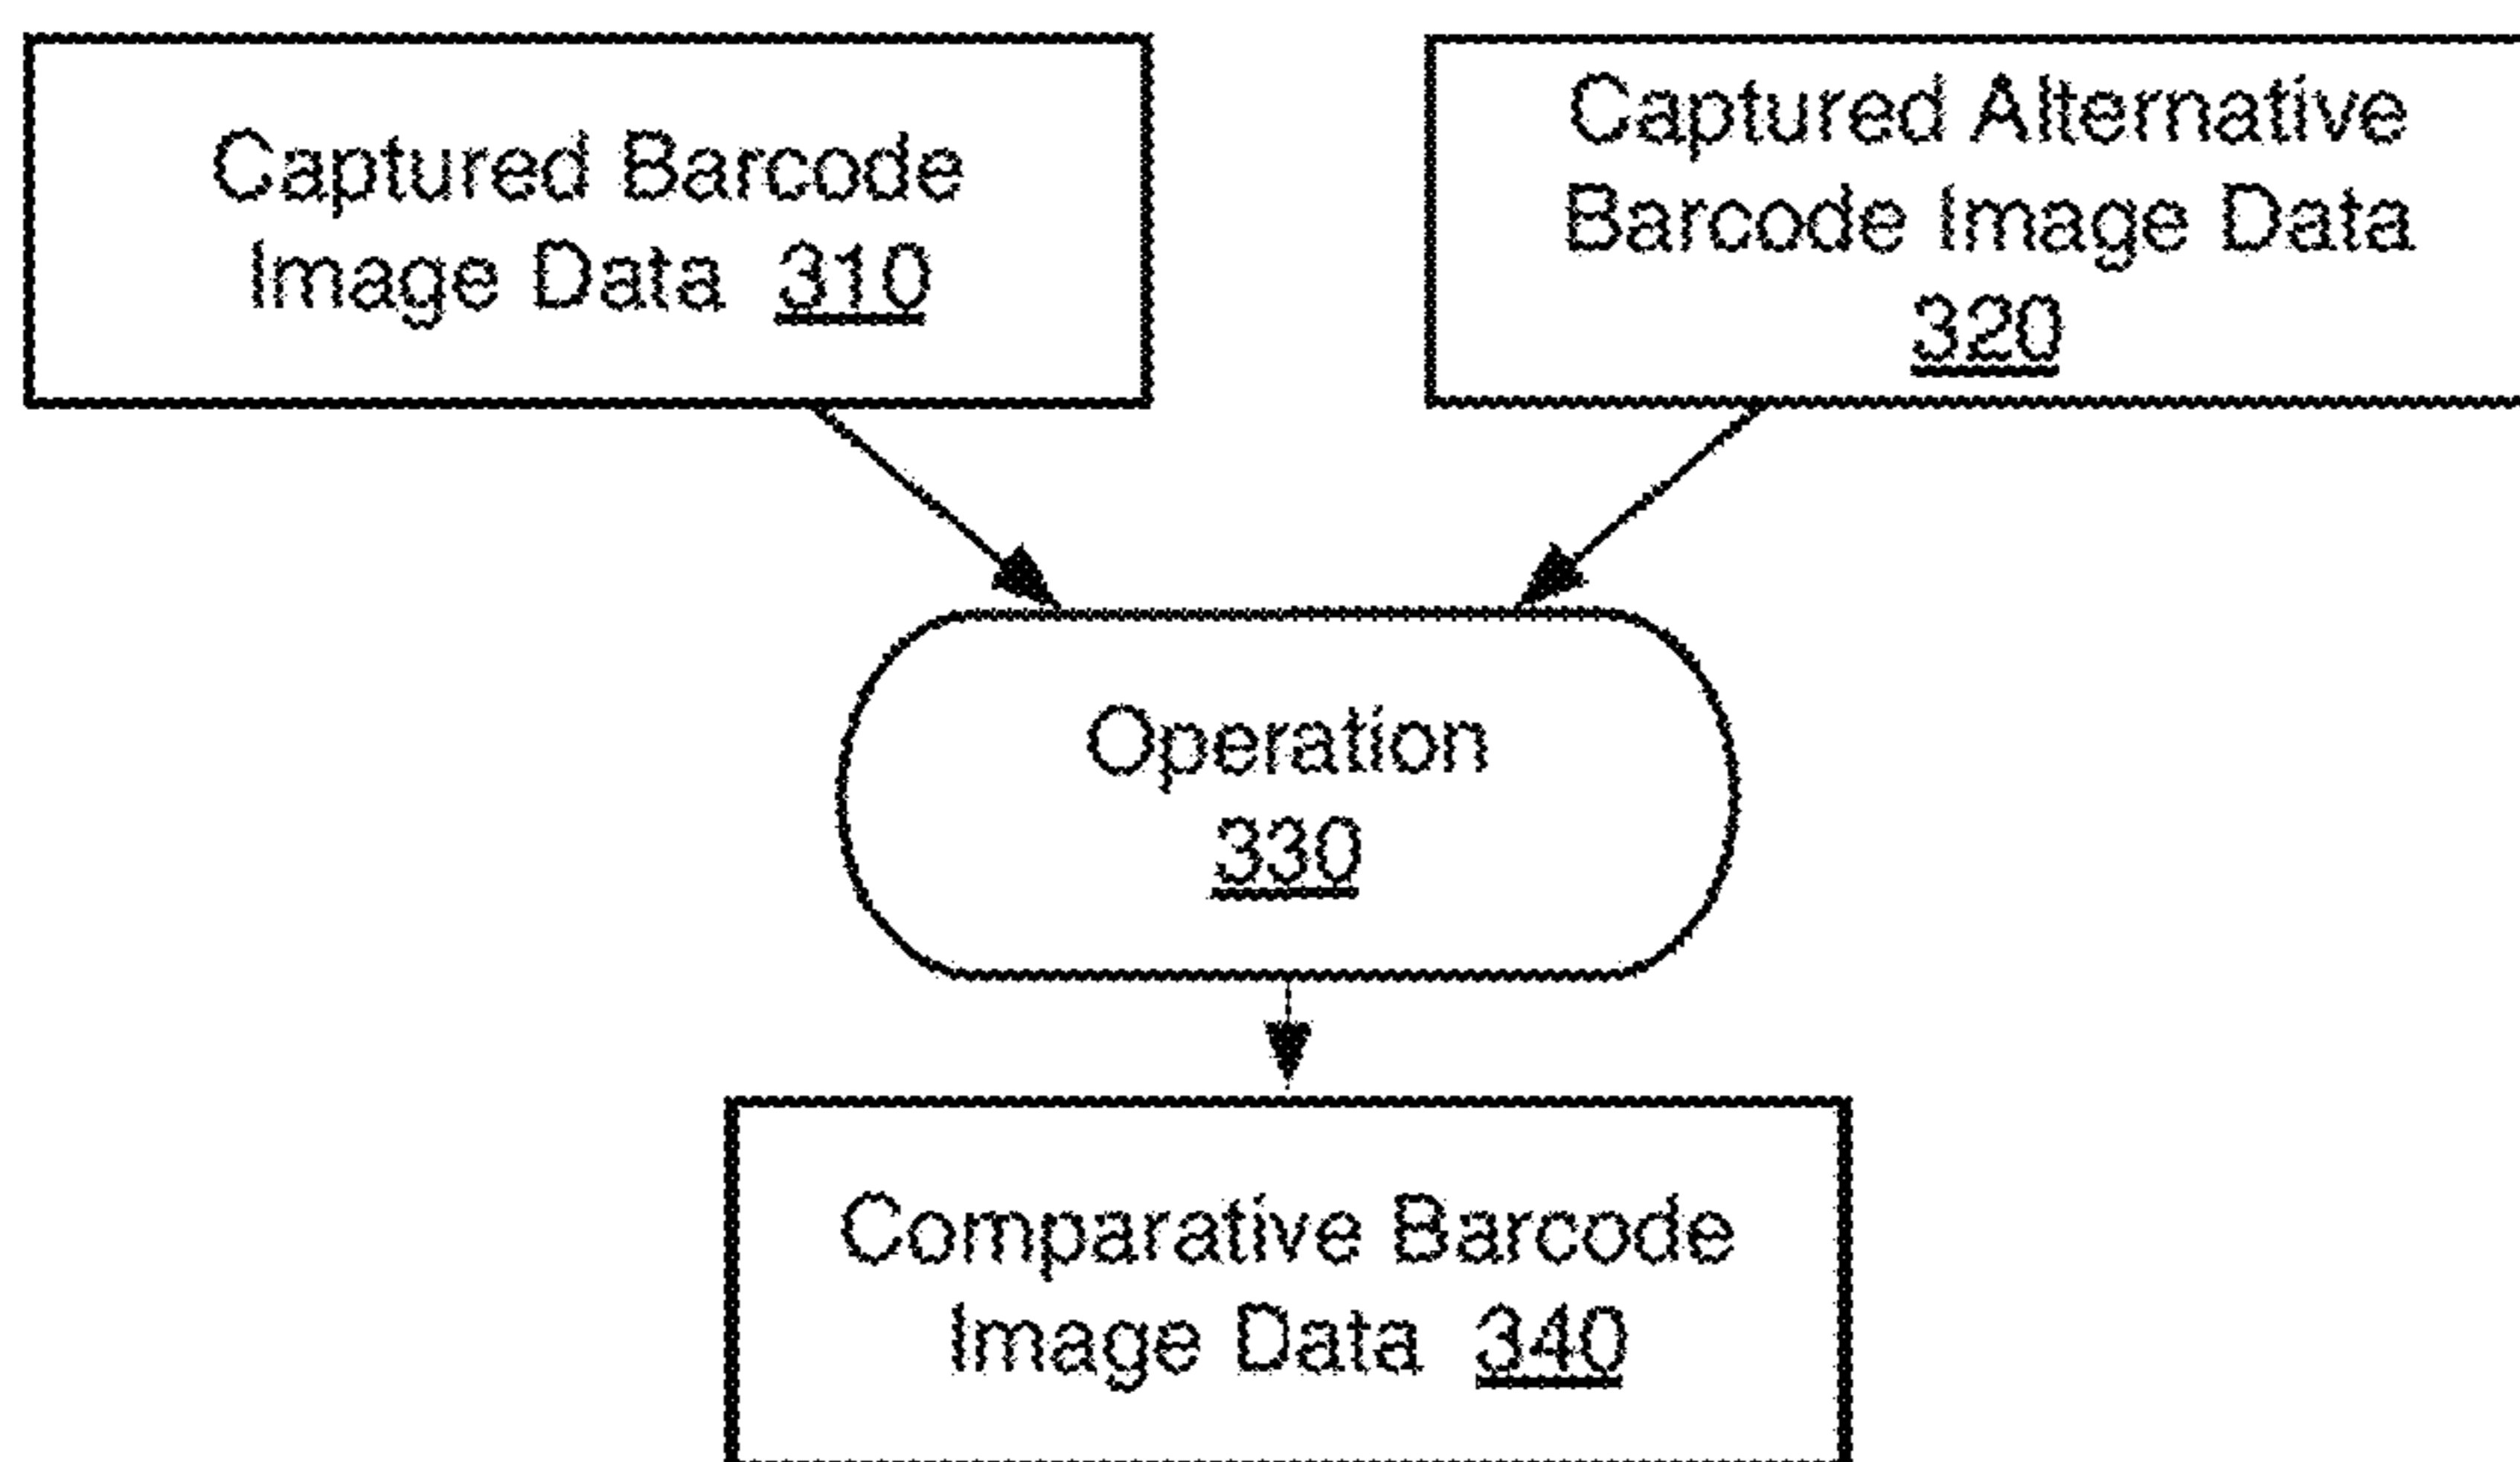 Captured Barcode
Image Data 310
Captured Alternative
Barcode Image Data
320
Operation
330
Comparative Barcode
Image Data 340